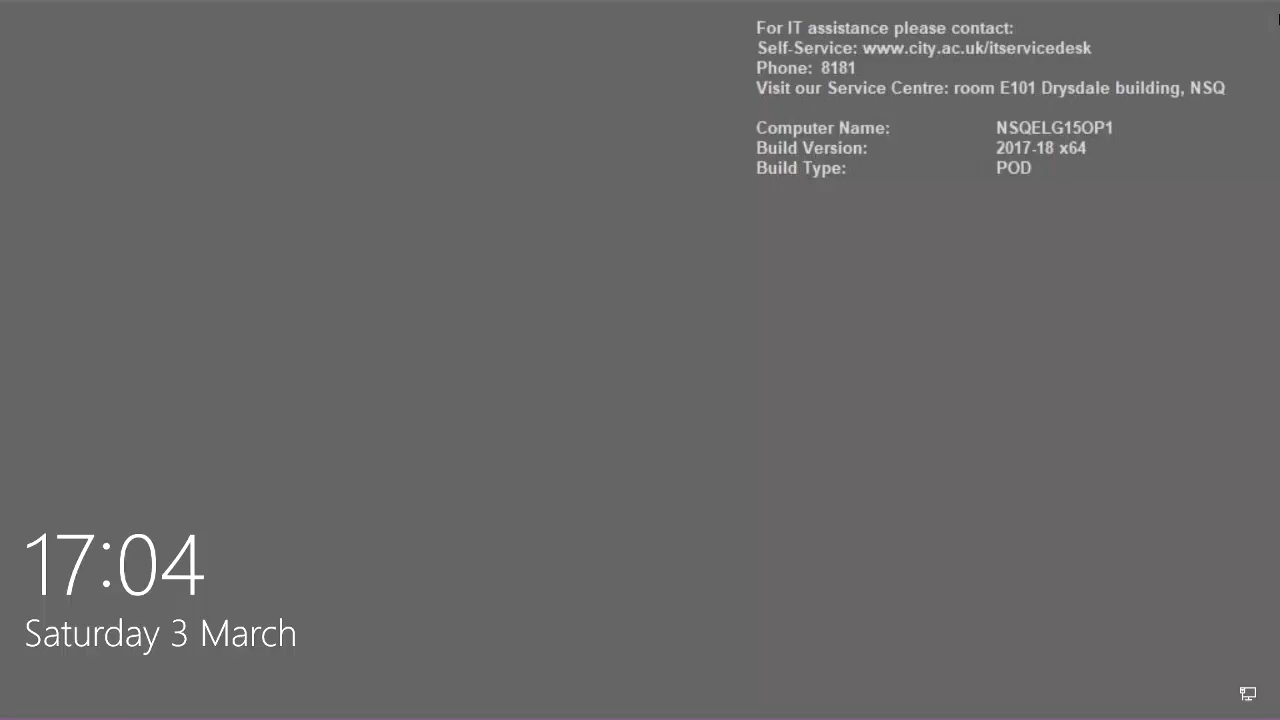 For IT assistance please contact:
Self-Service: www.city.ac.uk/itservicedesk
Phone: 8181
Visit our Service Centre: room E101 Drysdale building, NSQ
Computer Name: NSQELG15OP1
Build Version: 2017-18 x64
Build Type: POD
17:04
Saturday 3 March